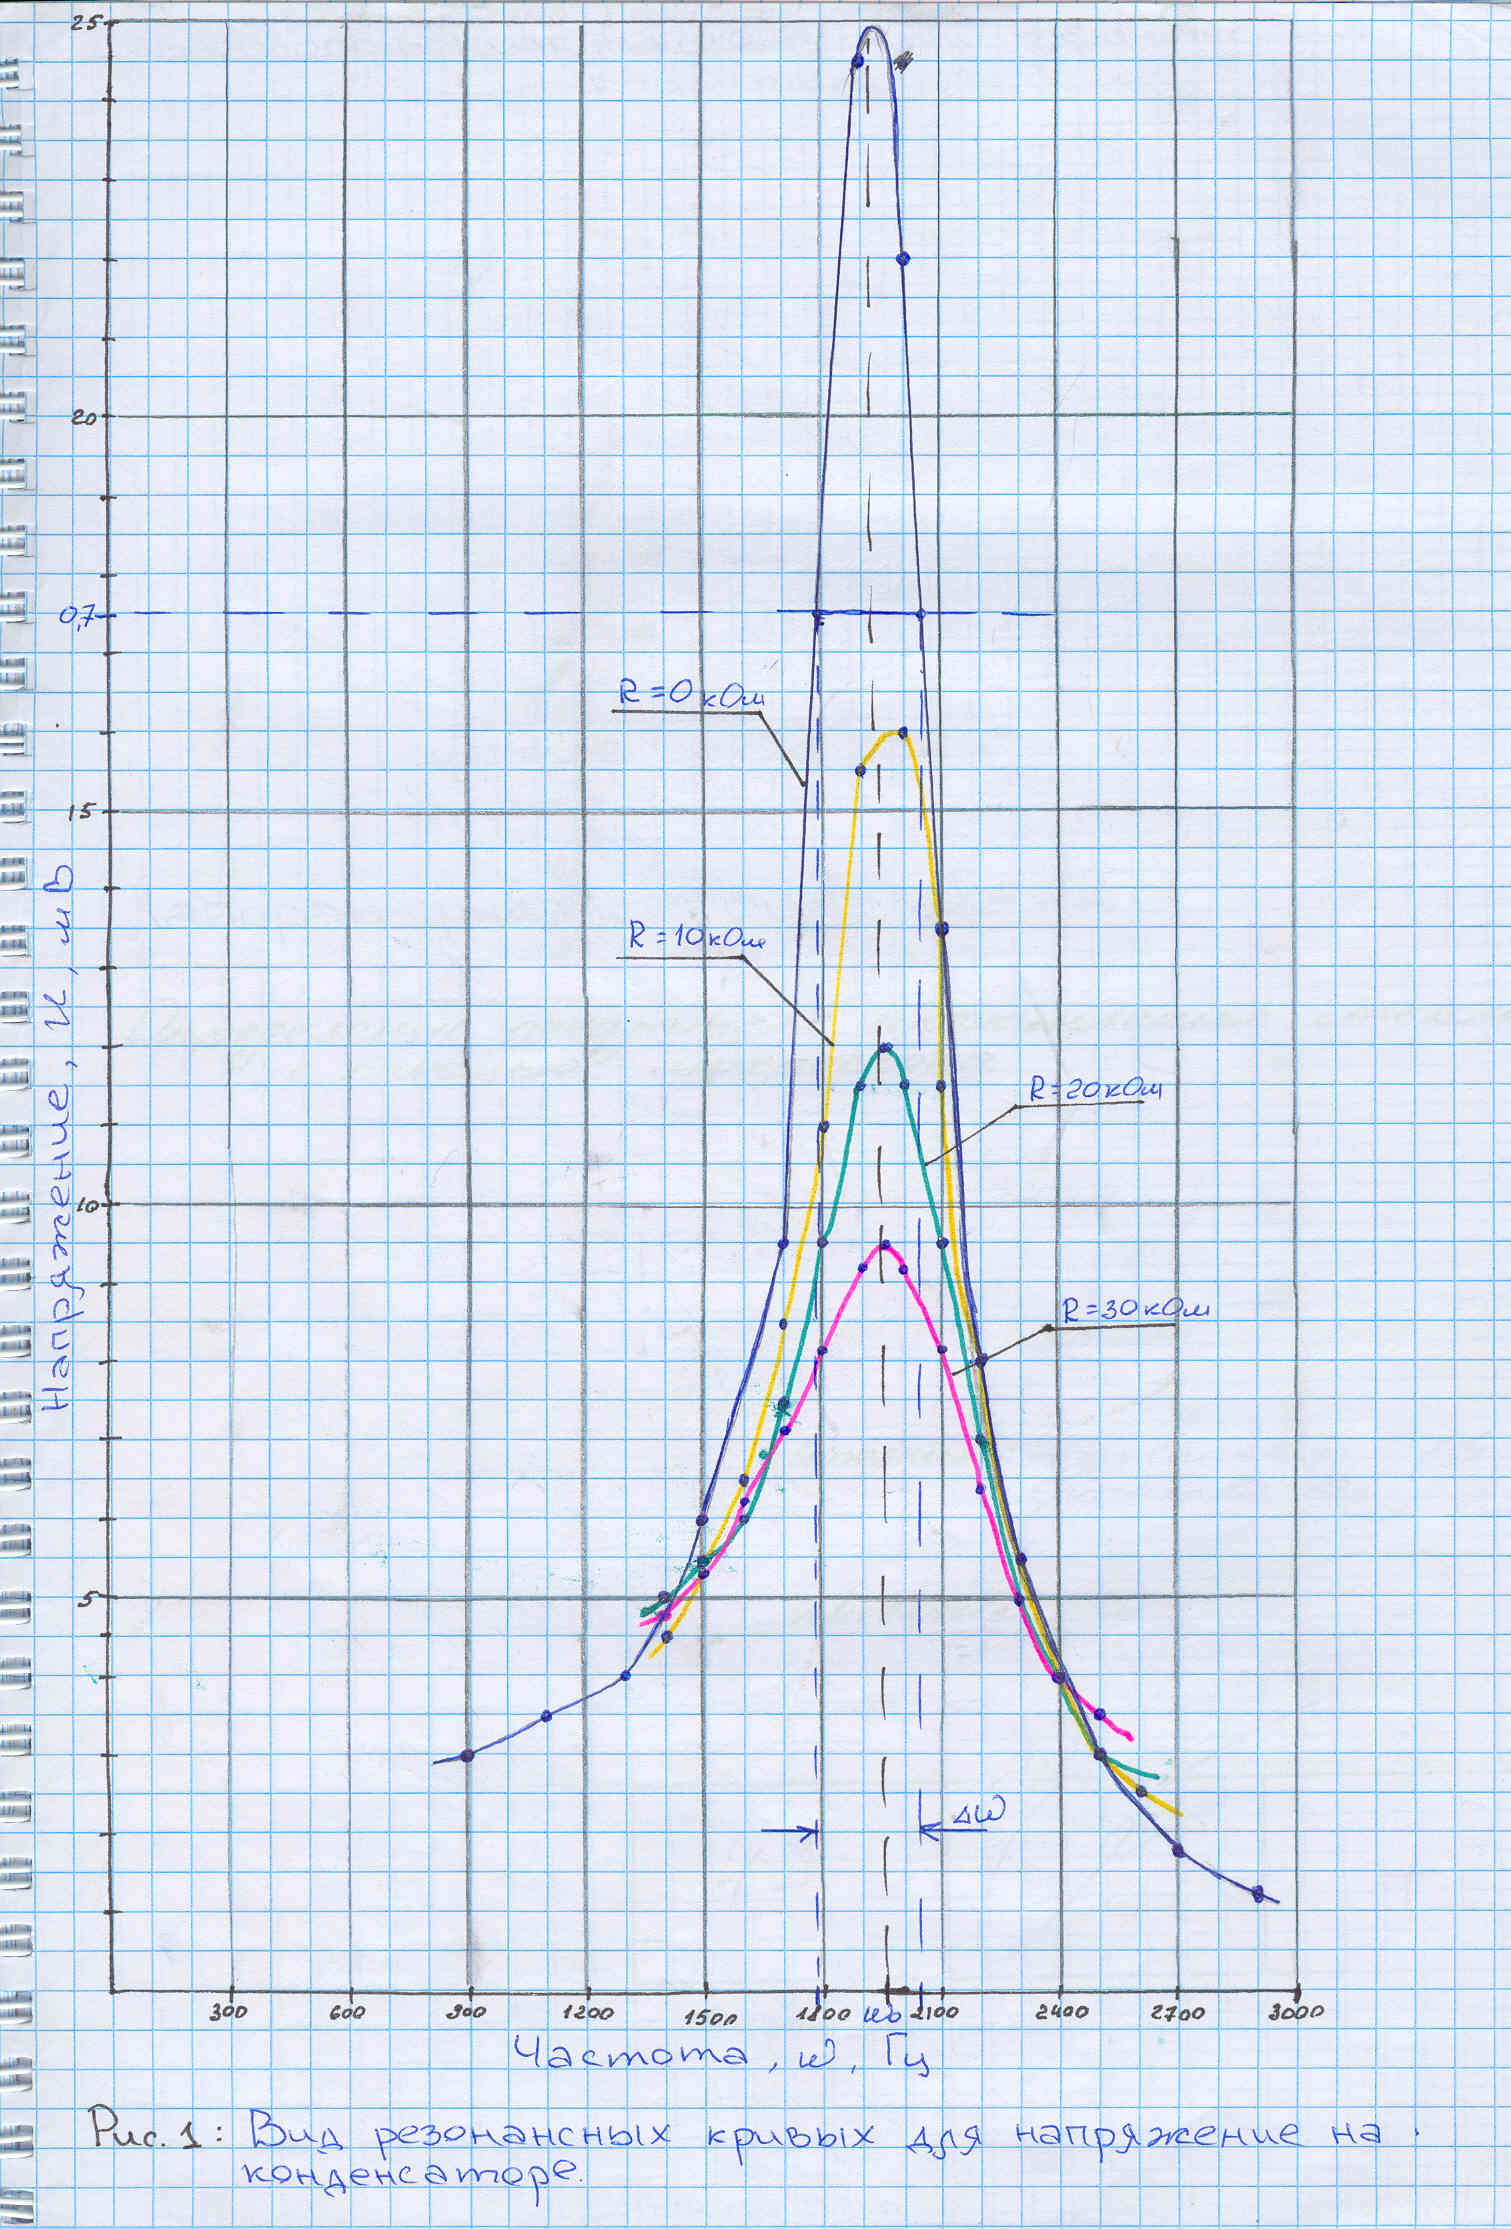 25
20
0,7
R=0 кОм
15
R=10 кОм
R=20 кОм
10
R=30 кОм
5
Напряжение, U, мВ
Δω
300 600 900 1200 1500 1800 ω₀ 2100 2400 2700 3000
Частота, ω, Гц
Рис. 1: Вид резонансных кривых для напряжение на
конденсаторе.